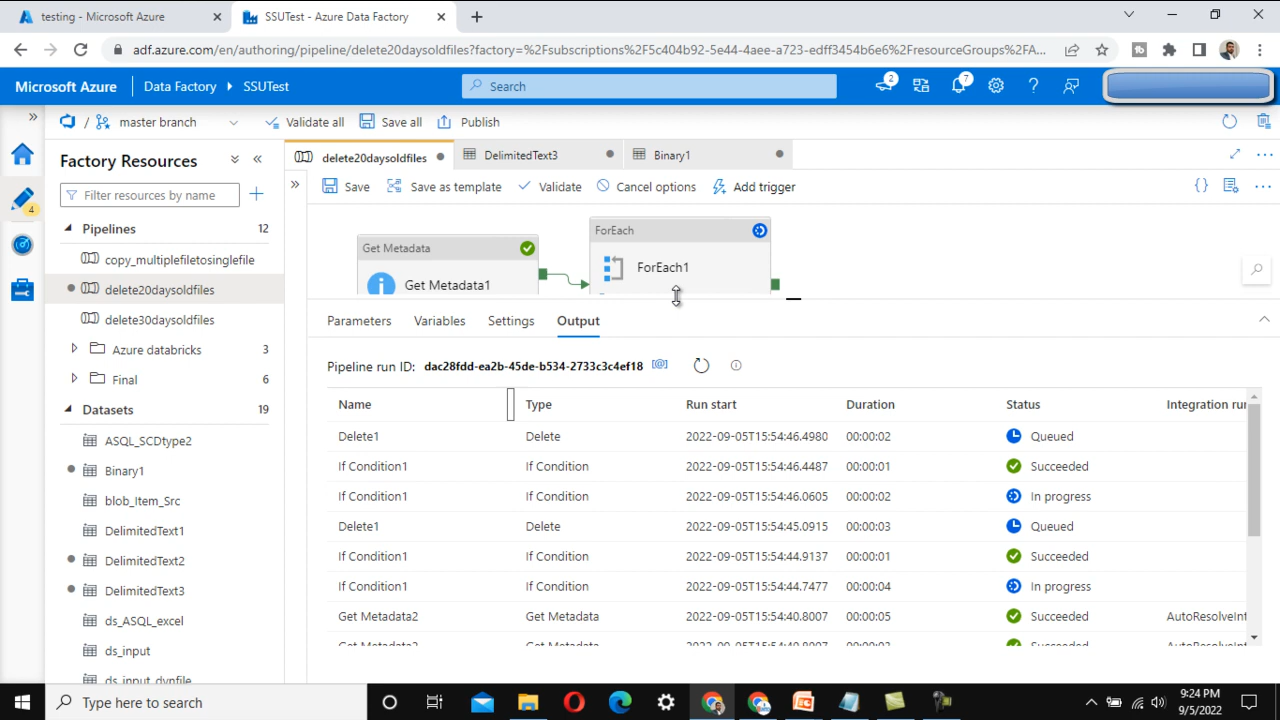 testing - Microsoft Azure
SSUTest - Azure Data Factory
adf.azure.com/en/authoring/pipeline/delete20daysoldfiles?factory=%2Fsubscriptions%2F5c404b92-5e44-4aee-a723-edff3454b6e6%2FresourceGroups%2FA...
Microsoft Azure
Data Factory
SSUTest
Search
2
7
/
master branch
Validate all
Save all
Publish
Factory Resources
Filter resources by name
4
Pipelines
12
copy_multiplefiletosinglefile
delete20daysoldfiles
delete30daysoldfiles
Azure databricks
3
Final
6
Datasets
19
ASQL_SCDtype2
Binary1
blob_Item_Src
DelimitedText1
DelimitedText2
DelimitedText3
ds_ASQL_excel
ds_input
ds_input_dynfile
delete20daysoldfiles
DelimitedText3
Binary1
Save
Save as template
Validate
Cancel options
Add trigger
{}
Get Metadata
Get Metadata1
ForEach
ForEach1
Parameters
Variables
Settings
Output
Pipeline run ID: dac28fdd-ea2b-45de-b534-2733c3c4ef18 [@]
Name Type Run start Duration Status Integration run
Delete1 Delete 2022-09-05T15:54:46.4980 00:00:02 Queued
If Condition1 If Condition 2022-09-05T15:54:46.4487 00:00:01 Succeeded
If Condition1 If Condition 2022-09-05T15:54:46.0605 00:00:02 In progress
Delete1 Delete 2022-09-05T15:54:45.0915 00:00:03 Queued
If Condition1 If Condition 2022-09-05T15:54:44.9137 00:00:01 Succeeded
If Condition1 If Condition 2022-09-05T15:54:44.7477 00:00:04 In progress
Get Metadata2 Get Metadata 2022-09-05T15:54:40.8007 00:00:05 Succeeded AutoResolveInt
Type here to search
9:24 PM
9/5/2022